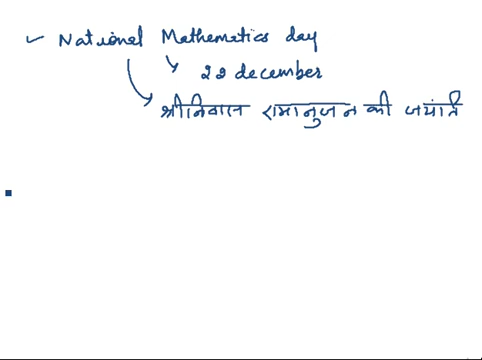 National Mathematics day
22 december
श्रीनिवास रामानुजन की जयंति